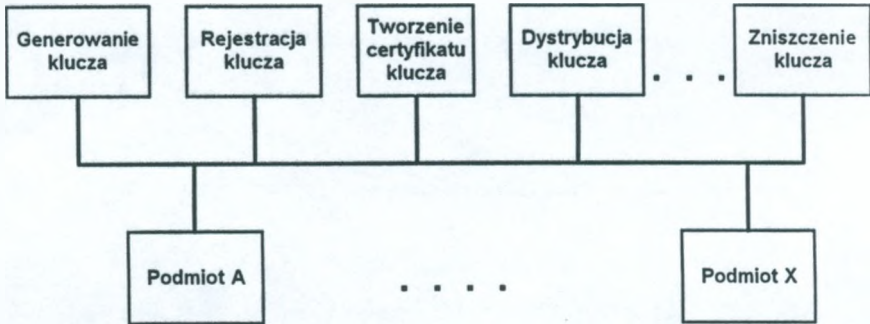 Generowanie
klucza
Rejestracja
klucza
Tworzenie
certyfikatu
klucza
Dystrybucja
klucza
. . .
Zniszczenie
klucza
Podmiot A
. . . .
Podmiot X